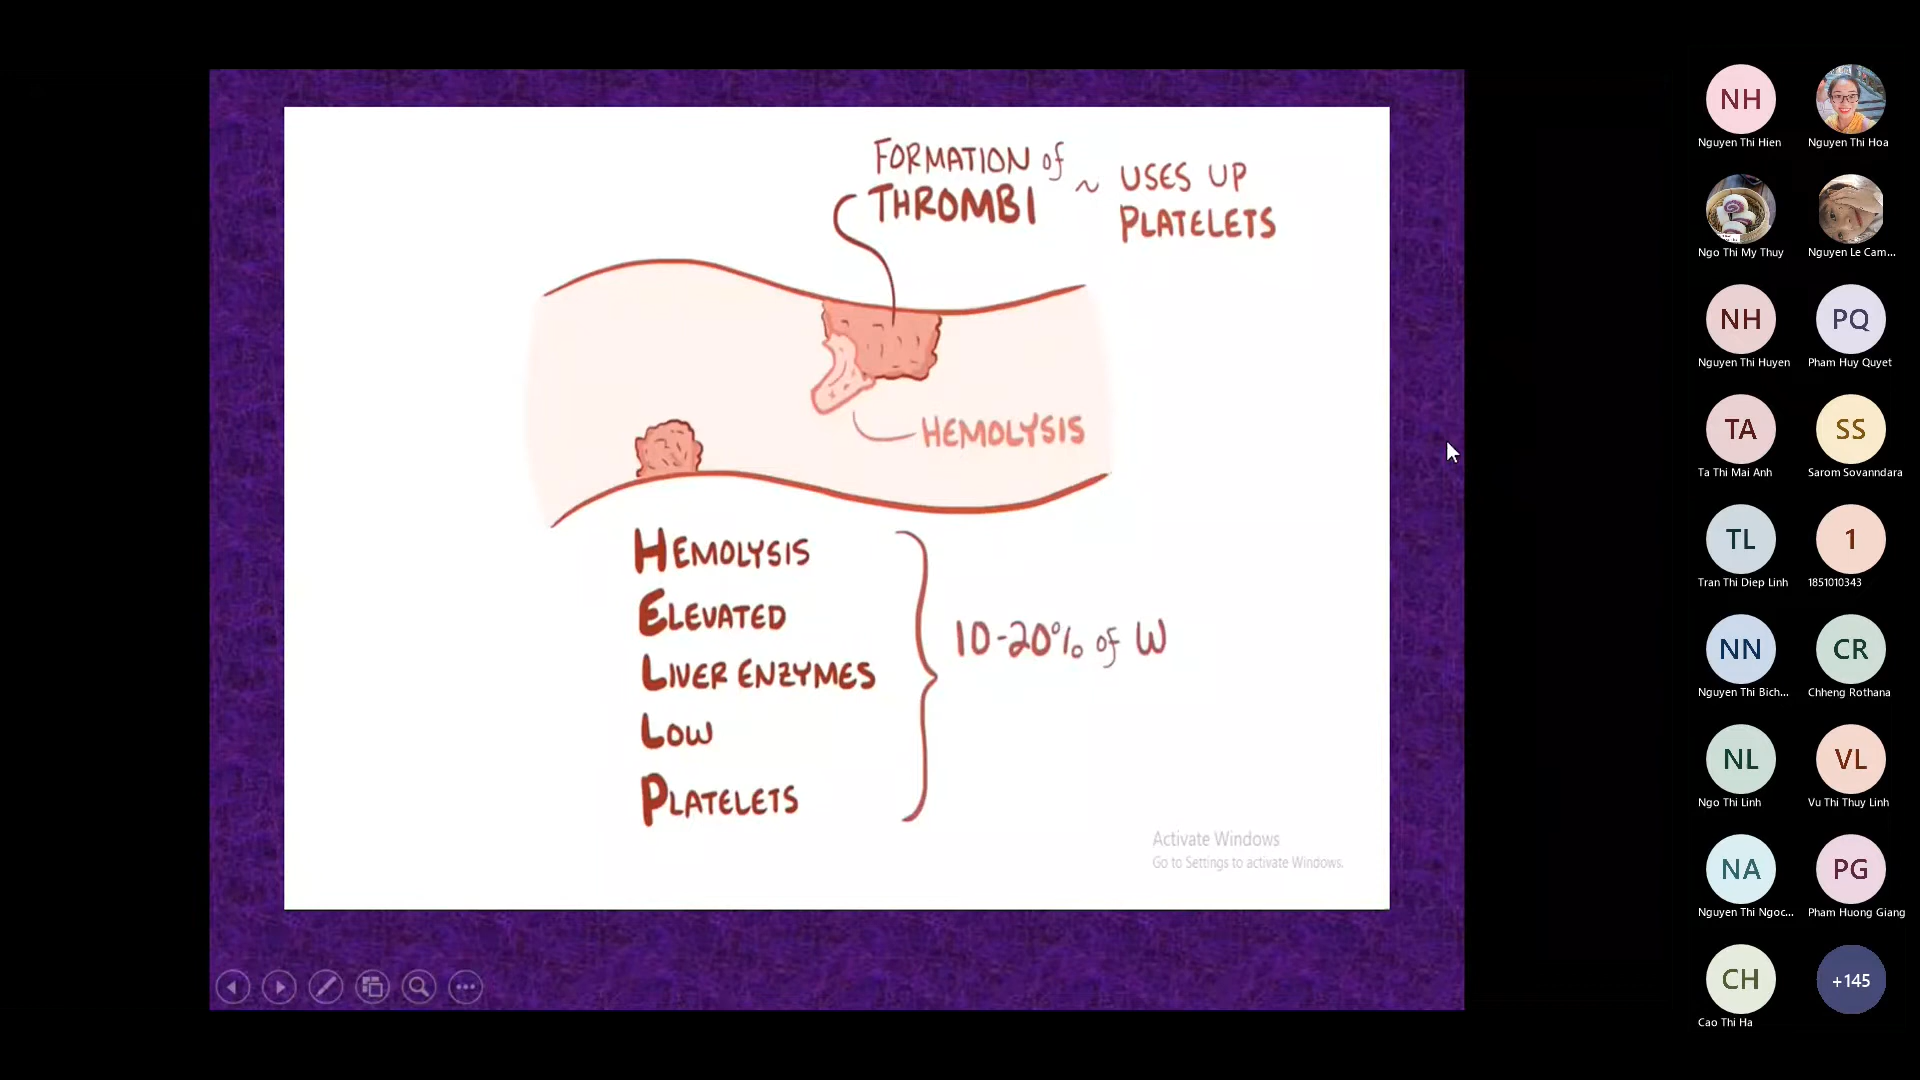 FORMATION of
THROMBI
~ USES UP
PLATELETS
HEMOLYSIS
HEMOLYSIS
ELEVATED
LIVER ENZYMES
LOW
PLATELETS
10-20% of W
Activate Windows
Go to Settings to activate Windows.
NH
Nguyen Thi Hien
Nguyen Thi Hoa
Ngo Thi My Thuy
Nguyen Le Cam...
NH
Nguyen Thi Huyen
PQ
Pham Huy Quyet
TA
Ta Thi Mai Anh
SS
Sarom Sovanndara
TL
Tran Thi Diep Linh
1
1851010343
NN
Nguyen Thi Bich...
CR
Chheng Rothana
NL
Ngo Thi Linh
VL
Vu Thi Thuy Linh
NA
Nguyen Thi Ngoc...
PG
Pham Huong Giang
CH
Cao Thi Ha
+145